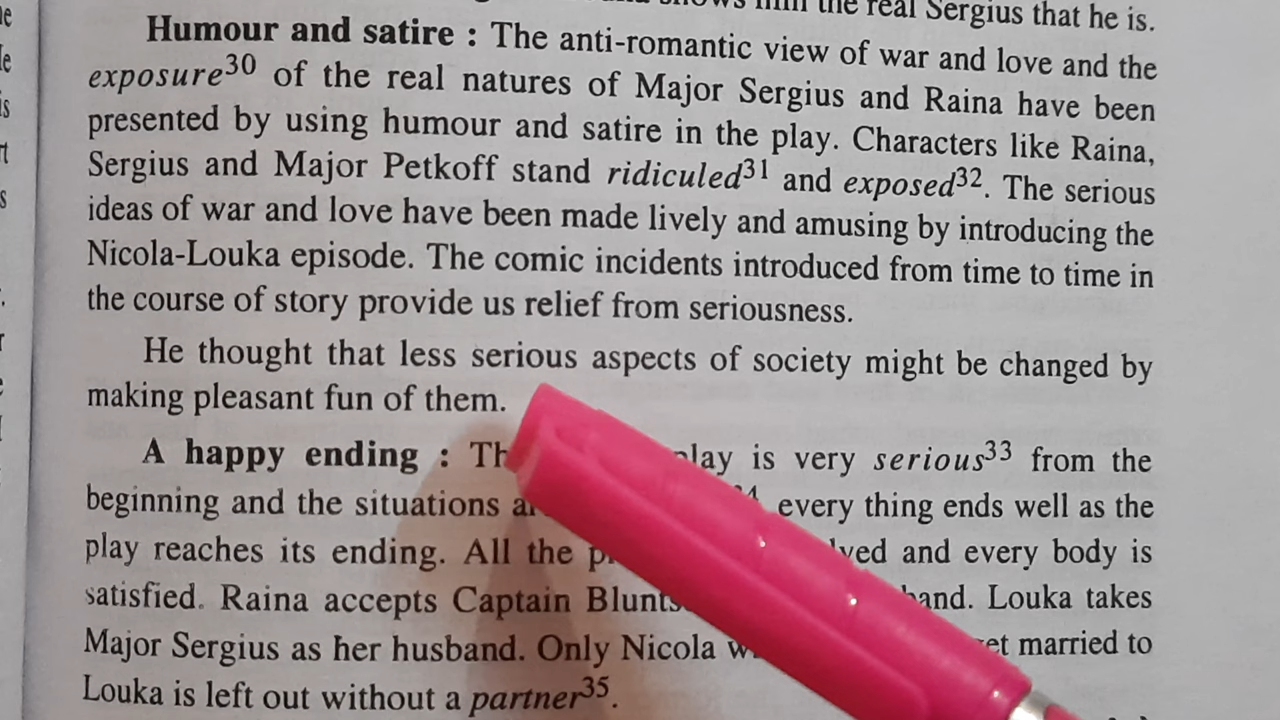 the real Sergius that he is.
Humour and satire : The anti-romantic view of war and love and the
exposure30 of the real natures of Major Sergius and Raina have been
presented by using humour and satire in the play. Characters like Raina,
Sergius and Major Petkoff stand ridiculed31 and exposed32. The serious
ideas of war and love have been made lively and amusing by introducing the
Nicola-Louka episode. The comic incidents introduced from time to time in
the course of story provide us relief from seriousness.
He thought that less serious aspects of society might be changed by
making pleasant fun of them.
A happy ending : is very serious33 from the
beginning and the situations every thing ends well as the
play reaches its ending. All the and every body is
satisfied. Raina accepts Captain Louka takes
Major Sergius as her husband. Only Nicola married to
Louka is left out without a partner35.